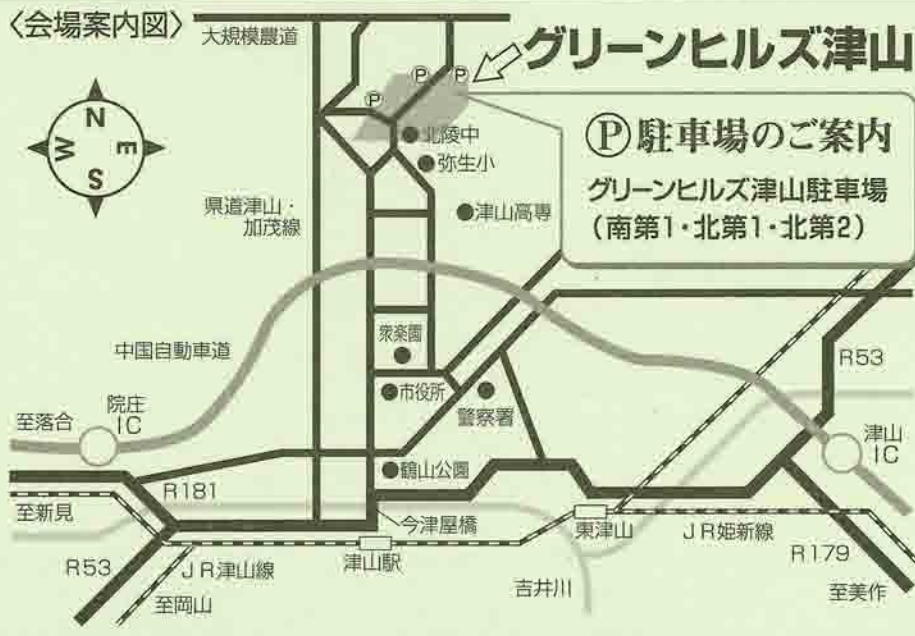 〈会場案内図〉
大規模農道
グリーンヒルズ津山
N
W
E
S
P
P
P
Ⓟ駐車場のご案内
グリーンヒルズ津山駐車場
(南第1・北第1・北第2)
北陵中
弥生小
津山高専
県道津山・
加茂線
中国自動車道
衆楽園
R53
市役所
警察署
院庄
IC
至落合
津山
IC
鶴山公園
R181
至新見
今津屋橋
東津山
JR姫新線
R53
JR津山線
津山駅
R179
吉井川
至岡山
至美作